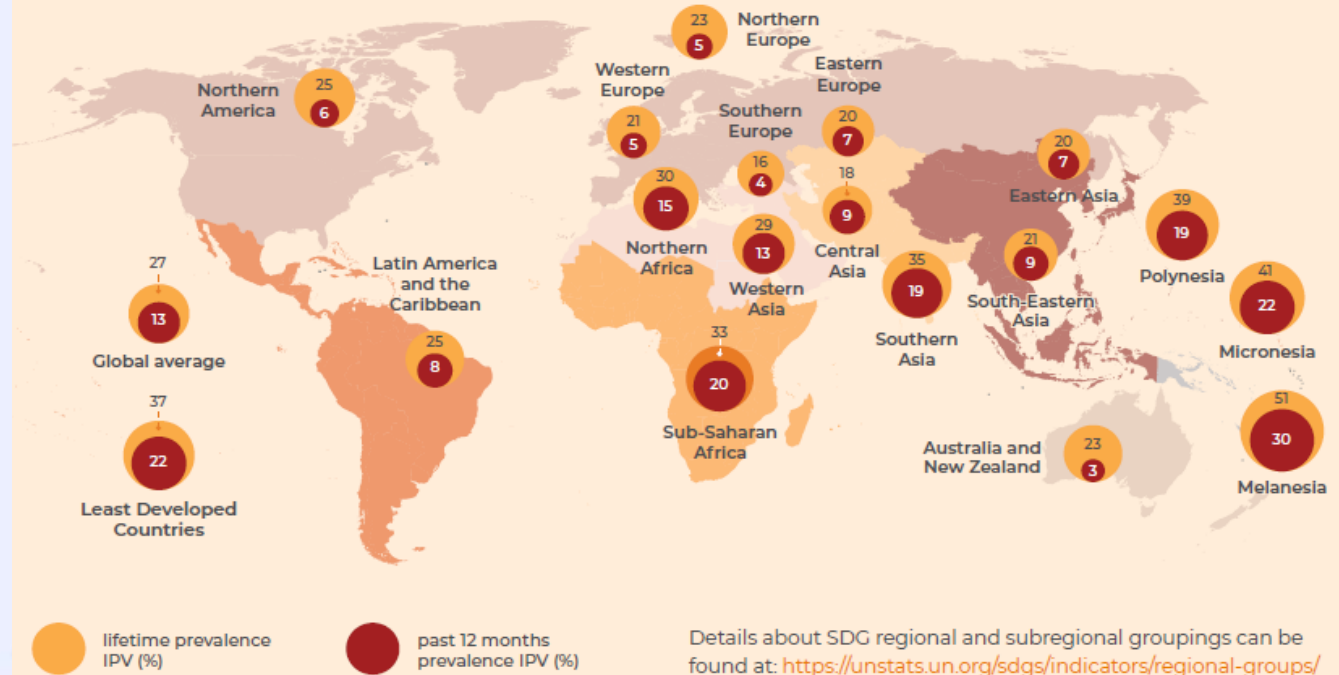 23
5
Northern
Europe
Northern
America
25
6
Western
Europe
21
5
Southern
Europe
16
4
Eastern
Europe
20
7
20
7
Eastern Asia
30
15
Northern
Africa
29
13
Western
Asia
18
9
Central
Asia
35
19
Southern
Asia
21
9
South-Eastern
Asia
39
19
Polynesia
41
22
Micronesia
51
30
Melanesia
27
13
Global average
Latin America
and the
Caribbean
25
8
33
20
Sub-Saharan
Africa
37
22
Least Developed
Countries
Australia and
New Zealand
23
3
lifetime prevalence
IPV (%)
past 12 months
prevalence IPV (%)
Details about SDG regional and subregional groupings can be
found at: https://unstats.un.org/sdgs/indicators/regional-groups/